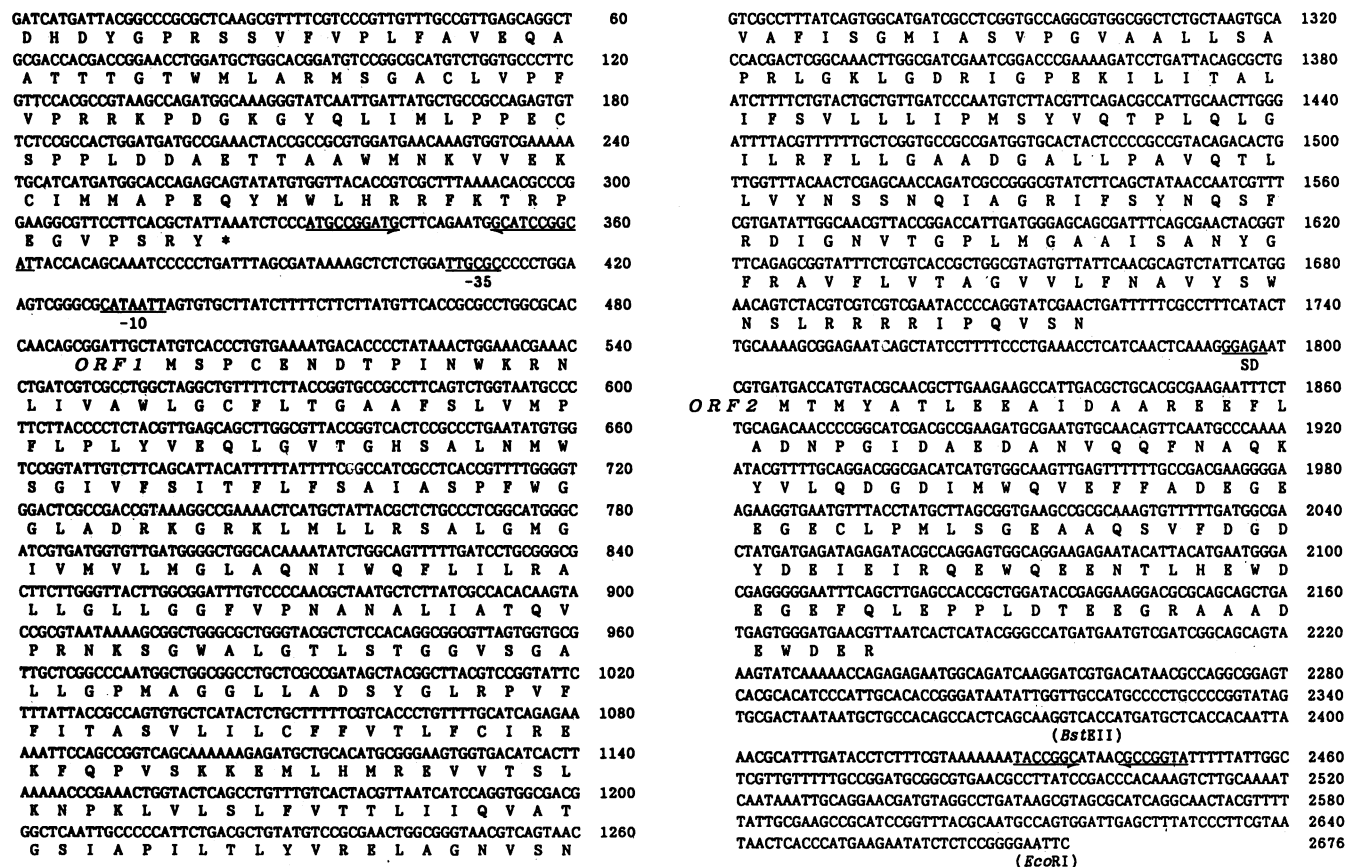 GATCATGATTACGGCCCGCGCTCAAGCGTTTTCGTCCCGTTGTTTGCCGTTGAGCAGGCT 60
D H D Y G P R S S V F V P L F A V E Q A
GCGACCACGACCGGAACCTGGATGCTGGCACGGATGTCCGGCGCATGTCTGGTGCCCTTC 120
A T T T G T W M L A R M S G A C L V P F
GTTCCACGCCGTAAGCCAGATGGCAAAGGGTATCAATTGATTATGCTGCCGCCAGAGTGT 180
V P R R K P D G K G Y Q L I M L P P E C
TCTCCGCCACTGGATGATGCCGAAACTACCGCCGCGTGGATGAACAAAGTGGTCGAAAAA 240
S P P L D D A E T T A A W M N K V V E K
TGCATCATGATGGCACCAGAGCAGTATATGTGGTTACACCGTCGCTTTAAAACACGCCCG 300
C I M M A P E Q Y M W L H R R F K T R P
GAAGGCGTTCCTTCACGCTATTAAATCTCCCATGCCGGATGCTTCAGAATGGCATCCGGC 360
E G V P S R Y *
ATTACCACAGCAAATCCCCCTGATTTAGCGATAAAAGCTCTCTGGATTGCGCCCCCTGGA 420
-35
AGTCGGGCGCATAATTAGTGTGCTTATCTTTTCTTCTTATGTTCACCGCGCCTGGCGCAC 480
-10
CAACAGCGGATTGCTATGTCACCCTGTGAAAATGACACCCCTATAAACTGGAAACGAAAC 540
ORF1 M S P C E N D T P I N W K R N
CTGATCGTCGCCTGGCTAGGCTGTTTTCTTACCGGTGCCGCCTTCAGTCTGGTAATGCCC 600
L I V A W L G C F L T G A A F S L V M P
TTCTTACCCCTCTACGTTGAGCAGCTTGGCGTTACCGGTCACTCCGCCCTGAATATGTGG 660
F L P L Y V E Q L G V T G H S A L N M W
TCCGGTATTGTCTTCAGCATTACATTTTTATTTTCCGCCATCGCCTCACCGTTTTGGGGT 720
S G I V F S I T F L F S A I A S P F W G
GGACTCGCCGACCGTAAAGGCCGAAAACTCATGCTATTACGCTCTGCCCTCGGCATGGGC 780
G L A D R K G R K L M L L R S A L G M G
ATCGTGATGGTGTTGATGGGGCTGGCACAAAATATCTGGCAGTTTTTGATCCTGCGGGCG 840
I V M V L M G L A Q N I W Q F L I L R A
CTTCTTGGGTTACTTGGCGGATTTGTCCCCAACGCTAATGCTCTTATCGCCACACAAGTA 900
L L G L L G G F V P N A N A L I A T Q V
CCGCGTAATAAAAGCGGCTGGGCGCTGGGTACGCTCTCCACAGGCGGCGTTAGTGGTGCG 960
P R N K S G W A L G T L S T G G V S G A
TTGCTCGGCCCAATGGCTGGCGGCCTGCTCGCCGATAGCTACGGCTTACGTCCGGTATTC 1020
L L G P M A G G L L A D S Y G L R P V F
TTTATTACCGCCAGTGTGCTCATACTCTGCTTTTTCGTCACCCTGTTTTGCATCAGAGAA 1080
F I T A S V L I L C F F V T L F C I R E
AAATTCCAGCCGGTCAGCAAAAAAGAGATGCTGCACATGCGGGAAGTGGTGACATCACTT 1140
K F Q P V S K K E M L H M R E V V T S L
AAAAACCCGAAACTGGTACTCAGCCTGTTTGTCACTACGTTAATCATCCAGGTGGCGACG 1200
K N P K L V L S L F V T T L I I Q V A T
GGCTCAATTGCCCCCATTCTGACGCTGTATGTCCGCGAACTGGCGGGTAACGTCAGTAAC 1260
G S I A P I L T L Y V R E L A G N V S N
GTCGCCTTTATCAGTGGCATGATCGCCTCGGTGCCAGGCGTGGCGGCTCTGCTAAGTGCA 1320
V A F I S G M I A S V P G V A A L L S A
CCACGACTCGGCAAACTTGGCGATCGAATCGGACCCGAAAAGATCCTGATTACAGCGCTG 1380
P R L G K L G D R I G P E K I L I T A L
ATCTTTTCTGTACTGCTGTTGATCCCAATGTCTTACGTTCAGACGCCATTGCAACTTGGG 1440
I F S V L L L I P M S Y V Q T P L Q L G
ATTTTACGTTTTTTGCTCGGTGCCGCCGATGGTGCACTACTCCCCGCCGTACAGACACTG 1500
I L R F L L G A A D G A L L P A V Q T L
TTGGTTTACAACTCGAGCAACCAGATCGCCGGGCGTATCTTCAGCTATAACCAATCGTTT 1560
L V Y N S S N Q I A G R I F S Y N Q S F
CGTGATATTGGCAACGTTACCGGACCATTGATGGGAGCAGCGATTTCAGCGAACTACGGT 1620
R D I G N V T G P L M G A A I S A N Y G
TTCAGAGCGGTATTTCTCGTCACCGCTGGCGTAGTGTTATTCAACGCAGTCTATTCATGG 1680
F R A V F L V T A G V V L F N A V Y S W
AACAGTCTACGTCGTCGTCGAATACCCCAGGTATCGAACTGATTTTTCGCCTTTCATACT 1740
N S L R R R R I P Q V S N
TGCAAAAGCGGAGAATCAGCTATCCTTTTCCCTGAAACCTCATCAACTCAAAGGGAGAAT 1800
SD
CGTGATGACCATGTACGCAACGCTTGAAGAAGCCATTGACGCTGCACGCGAAGAATTTCT 1860
ORF2 M T M Y A T L E E A I D A A R E E F L
TGCAGACAACCCCGGCATCGACGCCGAAGATGCGAATGTGCAACAGTTCAATGCCCAAAA 1920
A D N P G I D A E D A N V Q Q F N A Q K
ATACGTTTTGCAGGACGGCGACATCATGTGGCAAGTTGAGTTTTTTGCCGACGAAGGGGA 1980
Y V L Q D G D I M W Q V E F F A D E G E
AGAAGGTGAATGTTTACCTATGCTTAGCGGTGAAGCCGCGCAAAGTGTTTTTGATGGCGA 2040
E G E C L P M L S G E A A Q S V F D G D
CTATGATGAGATAGAGATACGCCAGGAGTGGCAGGAAGAGAATACATTACATGAATGGGA 2100
Y D E I E I R Q E W Q E E N T L H E W D
CGAGGGGGAATTTCAGCTTGAGCCACCGCTGGATACCGAGGAAGGACGCGCAGCAGCTGA 2160
E G E F Q L E P P L D T E E G R A A A D
TGAGTGGGATGAACGTTAATCACTCATACGGGCCATGATGAATGTCGATCGGCAGCAGTA 2220
E W D E R
AAGTATCAAAAACCAGAGAGAATGGCAGATCAAGGATCGTGACATAACGCCAGGCGGAGT 2280
CACGCACATCCCATTGCACACCGGGATAATATTGGTTGCCATGCCCCTGCCCCGGTATAG 2340
TGCGACTAATAATGCTGCCACAGCCACTCAGCAAGGTCACCATGATGCTCACCACAATTA 2400
(BstEII)
AACGCATTTGATACCTCTTTCGTAAAAAAATACCGGCATAACGCCGGTATTTTTATTGGC 2460
TCGTTGTTTTTGCCGGATGCGGCGTGAACGCCTTATCCGACCCACAAAGTCTTGCAAAAT 2520
CAATAAATTGCAGGAACGATGTAGGCCTGATAAGCGTAGCGCATCAGGCAACTACGTTTT 2580
TATTGCGAAGCCGCATCCGGTTTACGCAATGCCAGTGGATTGAGCTTTATCCCTTCGTAA 2640
TAACTCACCCATGAAGAATATCTCTCCGGGGAATTC 2676
(EcoRI)